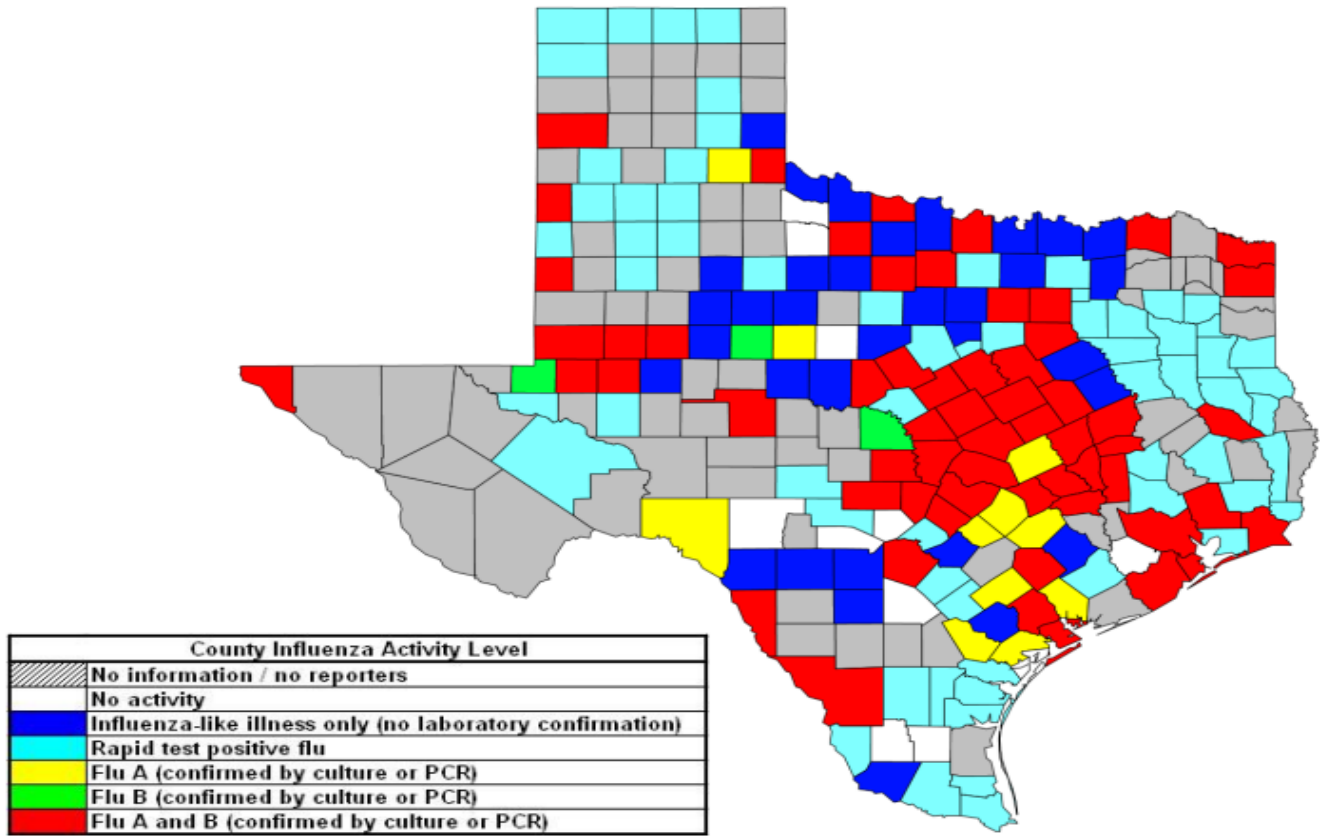 County Influenza Activity Level
No information / no reporters
No activity
Influenza-like illness only (no laboratory confirmation)
Rapid test positive flu
Flu A (confirmed by culture or PCR)
Flu B (confirmed by culture or PCR)
Flu A and B (confirmed by culture or PCR)